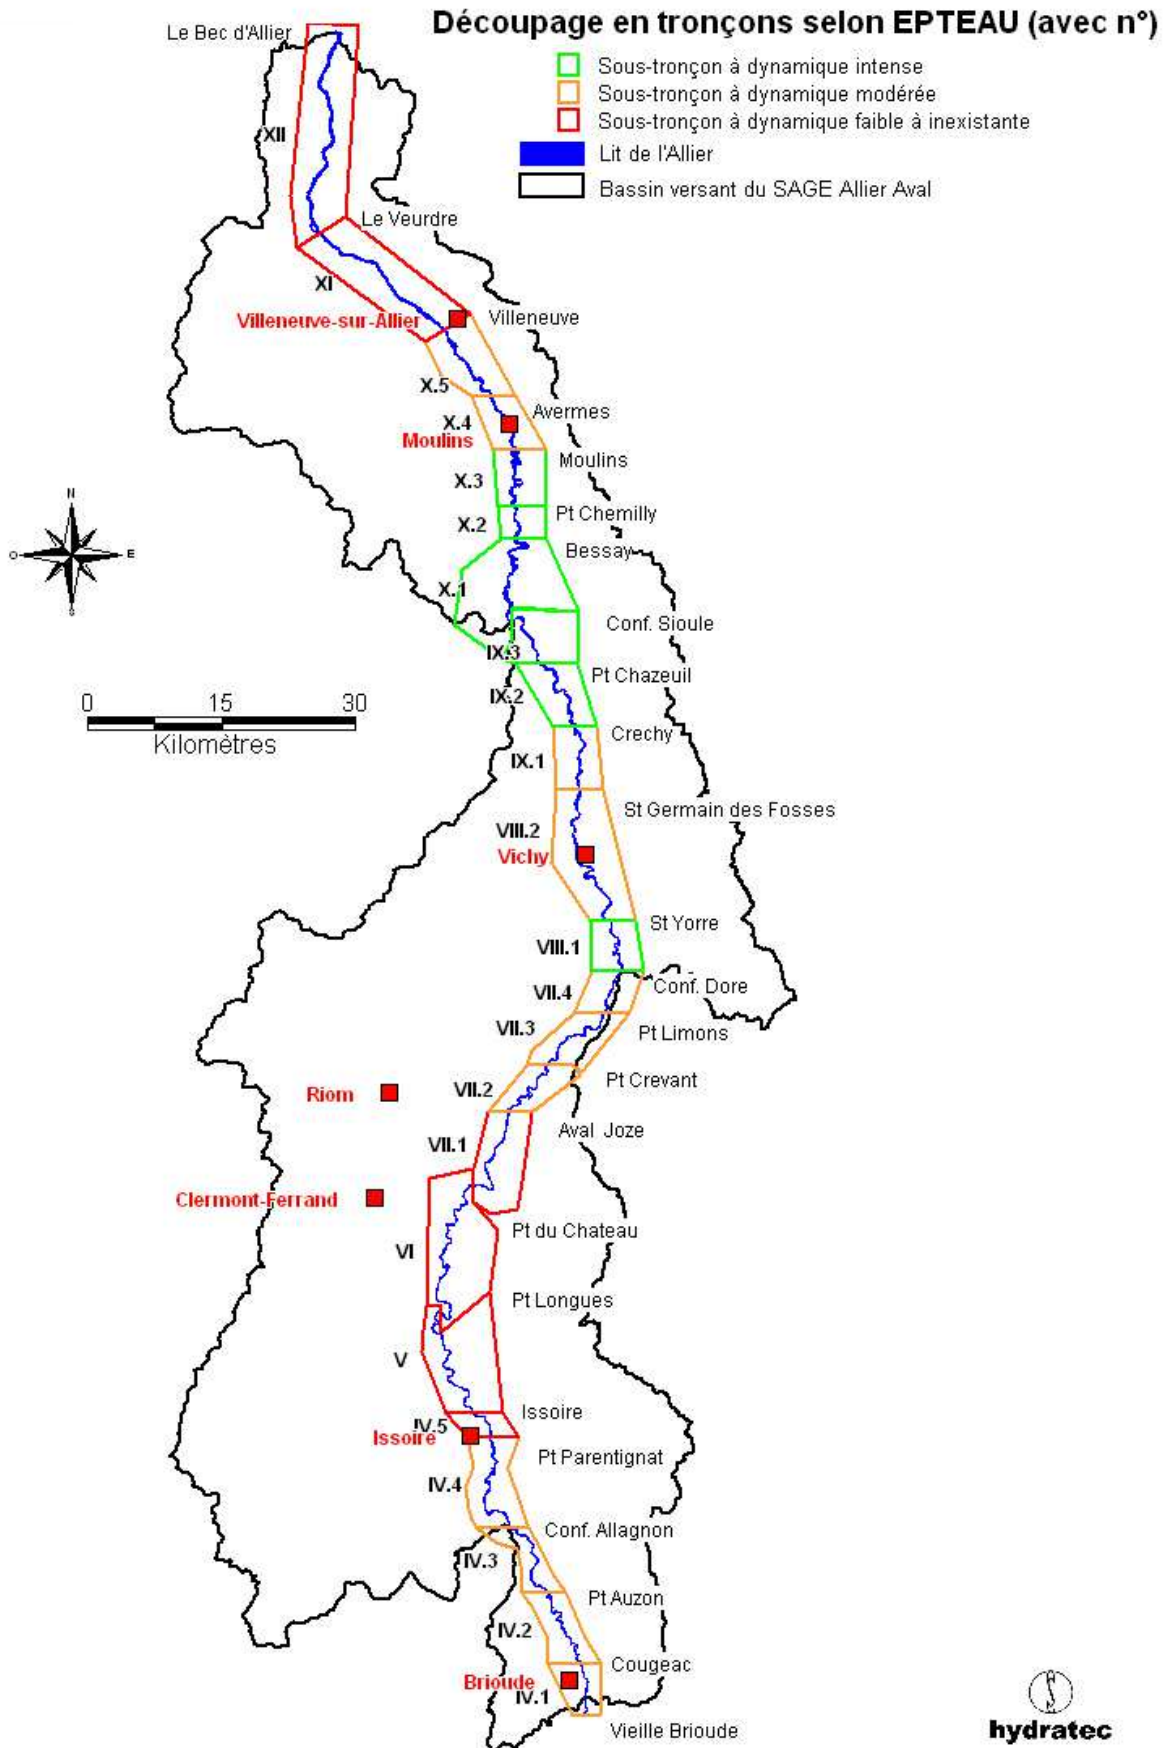 Découpage en tronçons selon EPTEAU (avec n°)
Le Bec d'Allier
Sous-tronçon à dynamique intense
Sous-tronçon à dynamique modérée
Sous-tronçon à dynamique faible à inexistante
Lit de l'Allier
Bassin versant du SAGE Allier Aval
XII
Le Veurdre
XI
Villeneuve-sur-Allier
Villeneuve
X.5
Avermes
X.4
Moulins
Moulins
X.3
N
O
E
S
Pt Chemilly
X.2
Bessay
X.1
Conf. Sioule
IX.3
Pt Chazeuil
IX.2
0 15 30
Kilomètres
Crechy
IX.1
St Germain des Fosses
VIII.2
Vichy
St Yorre
VIII.1
Conf. Dore
VII.4
VII.3
Pt Limons
Pt Crevant
VII.2
Riom
Aval Joze
VII.1
Clermont-Ferrand
Pt du Chateau
VI
Pt Longues
V
Issoire
IV.5
Issoire
Pt Parentignat
IV.4
Conf. Allagnon
IV.3
Pt Auzon
IV.2
Cougeac
Brioude
IV.1
Vieille Brioude
hydratec